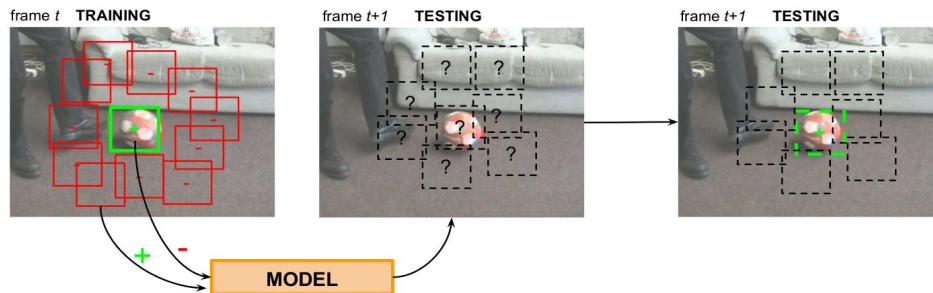 frame t TRAINING
frame t+1 TESTING
frame t+1 TESTING
- - - - - - - - - - -
+
? ?
? ?
? ?
? ?
+
+ -
MODEL